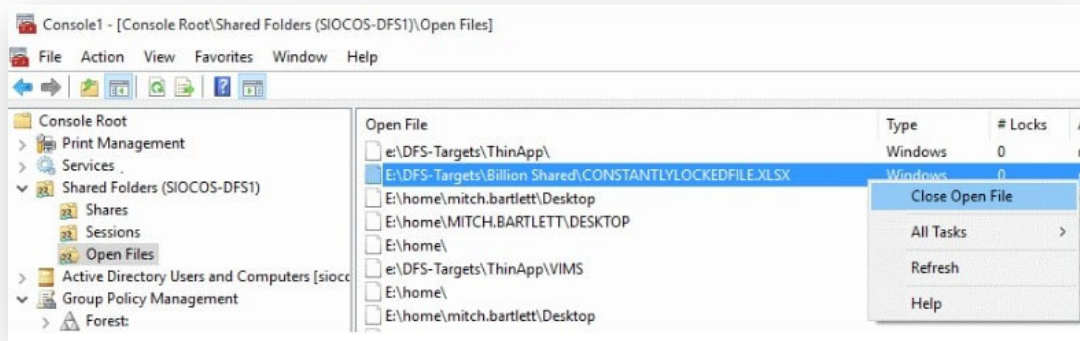 Console1 - [Console Root\Shared Folders (SIOCOS-DFS1)\Open Files]
File Action View Favorites Window Help
Console Root
Print Management
Services
Shared Folders (SIOCOS-DFS1)
Shares
Sessions
Open Files
Active Directory Users and Computers [siocc
Group Policy Management
Forest:
Open File Type # Locks
e:\DFS-Targets\ThinApp\ Windows 0
E:\DFS-Targets\Billion Shared\CONSTANTLYLOCKEDFILE.XLSX Windows 0
E:\home\mitch.bartlett\Desktop
E:\home\MITCH.BARTLETT\DESKTOP
E:\home\
e:\DFS-Targets\ThinApp\VIMS
E:\home\
E:\home\mitch.bartlett\Desktop
Close Open File
All Tasks
Refresh
Help